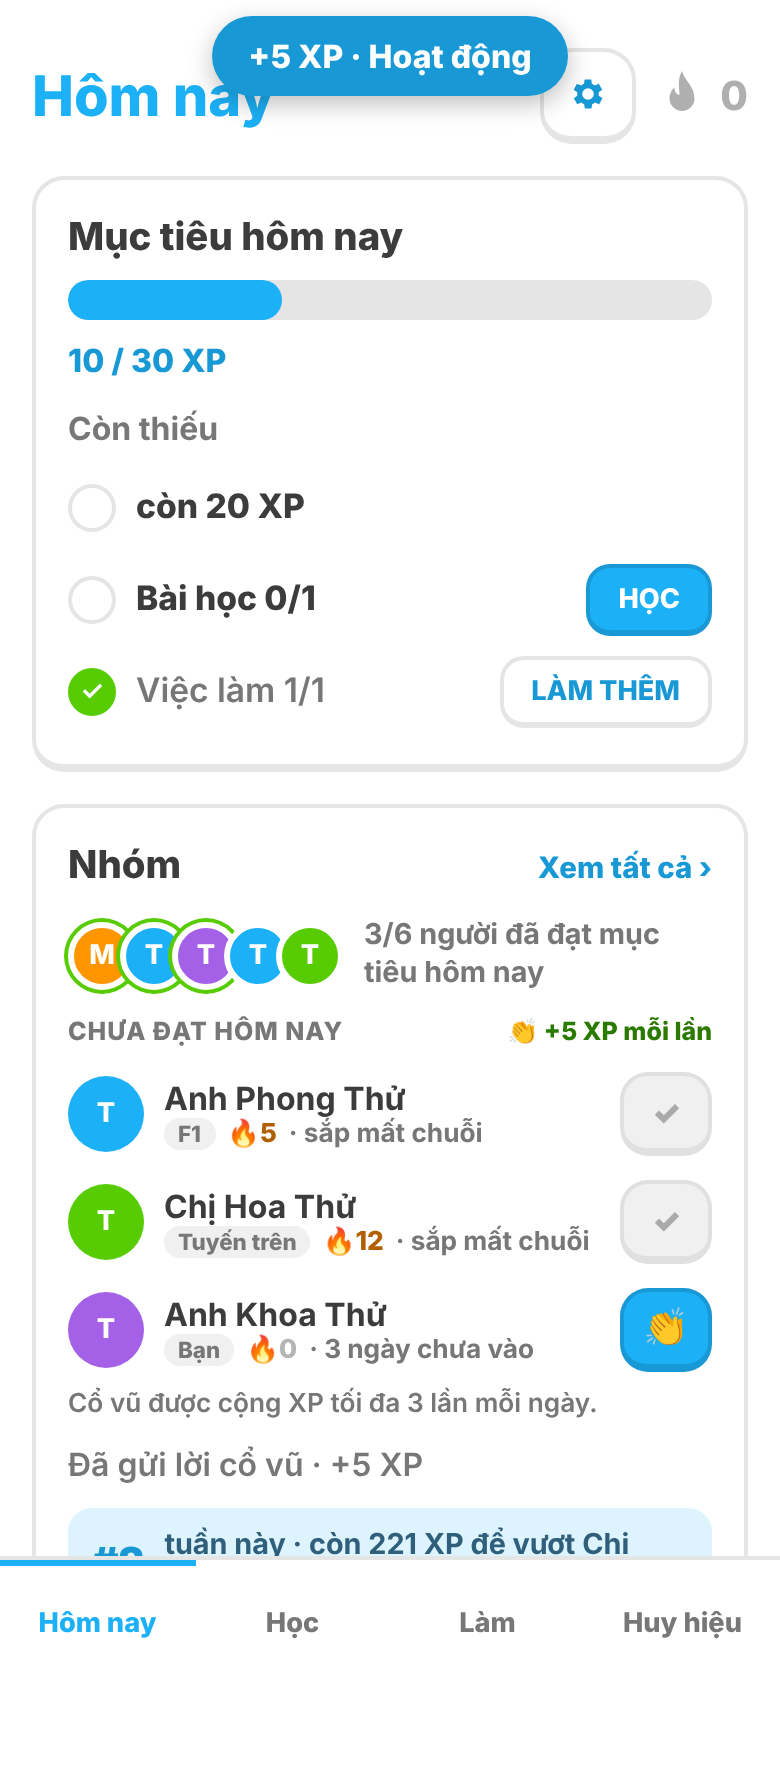 +5 XP · Hoạt động
Hôm nay
0
Mục tiêu hôm nay
10 / 30 XP
Còn thiếu
còn 20 XP
Bài học 0/1
HỌC
Việc làm 1/1
LÀM THÊM
Nhóm
Xem tất cả ›
M T T T T
3/6 người đã đạt mục
tiêu hôm nay
CHƯA ĐẠT HÔM NAY
👏 +5 XP mỗi lần
T
Anh Phong Thử
F1 🔥5 · sắp mất chuỗi
T
Chị Hoa Thử
Tuyến trên 🔥12 · sắp mất chuỗi
T
Anh Khoa Thử
Bạn 🔥0 · 3 ngày chưa vào
👏
Cổ vũ được cộng XP tối đa 3 lần mỗi ngày.
Đã gửi lời cổ vũ · +5 XP
tuần này · còn 221 XP để vượt Chị
Hôm nay
Học
Làm
Huy hiệu